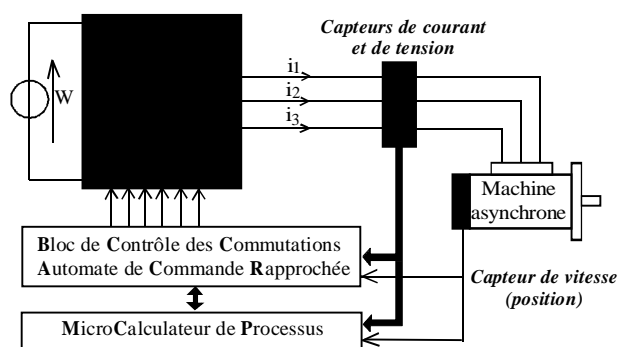 Capteurs de courant
et de tension
i1
W
i2
i3
Machine
asynchrone
Bloc de Contrôle des Commutations
Automate de Commande Rapprochée
Capteur de vitesse
(position)
MicroCalculateur de Processus